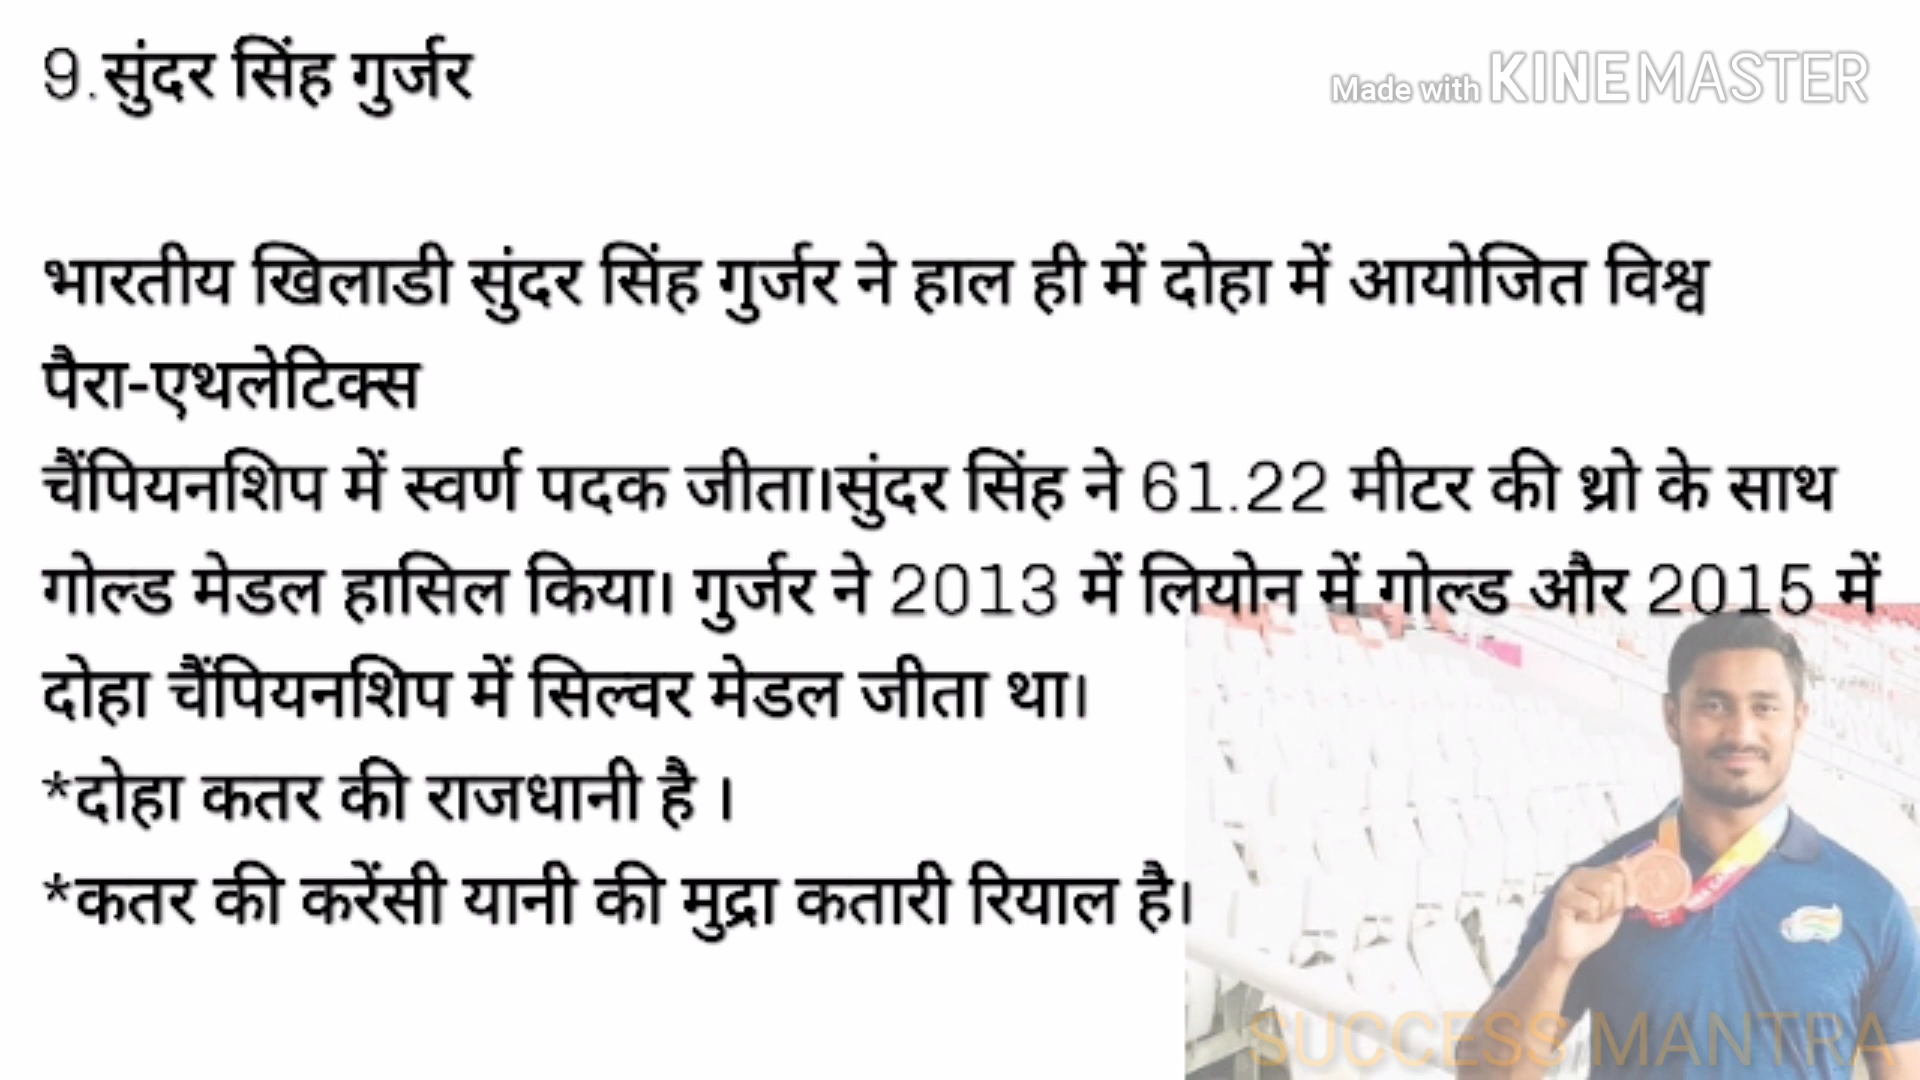 9.सुंदर सिंह गुर्जर
Made with KINEMASTER
भारतीय खिलाडी सुंदर सिंह गुर्जर ने हाल ही में दोहा में आयोजित विश्व
पैरा-एथलेटिक्स
चैंपियनशिप में स्वर्ण पदक जीता।सुंदर सिंह ने 61.22 मीटर की थ्रो के साथ
गोल्ड मेडल हासिल किया। गुर्जर ने 2013 में लियोन में गोल्ड और 2015 में
दोहा चैंपियनशिप में सिल्वर मेडल जीता था।
*दोहा कतर की राजधानी है ।
*कतर की करेंसी यानी की मुद्रा कतारी रियाल है।
SUCCESS MANTRA